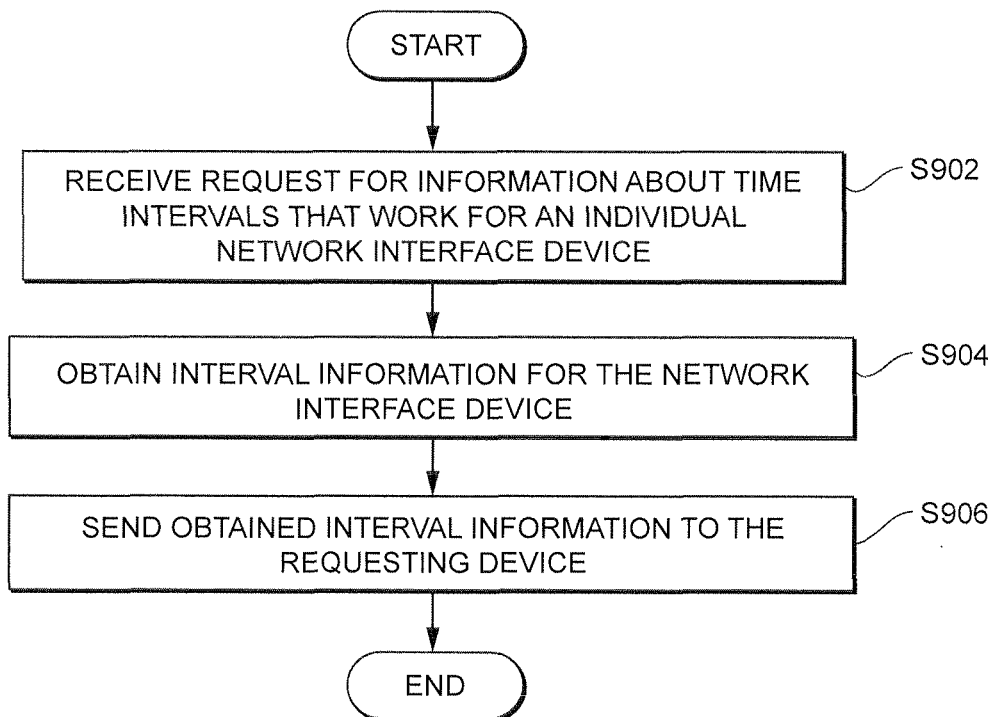 START
RECEIVE REQUEST FOR INFORMATION ABOUT TIME
INTERVALS THAT WORK FOR AN INDIVIDUAL
NETWORK INTERFACE DEVICE
S902
OBTAIN INTERVAL INFORMATION FOR THE NETWORK
INTERFACE DEVICE
S904
SEND OBTAINED INTERVAL INFORMATION TO THE
REQUESTING DEVICE
S906
END